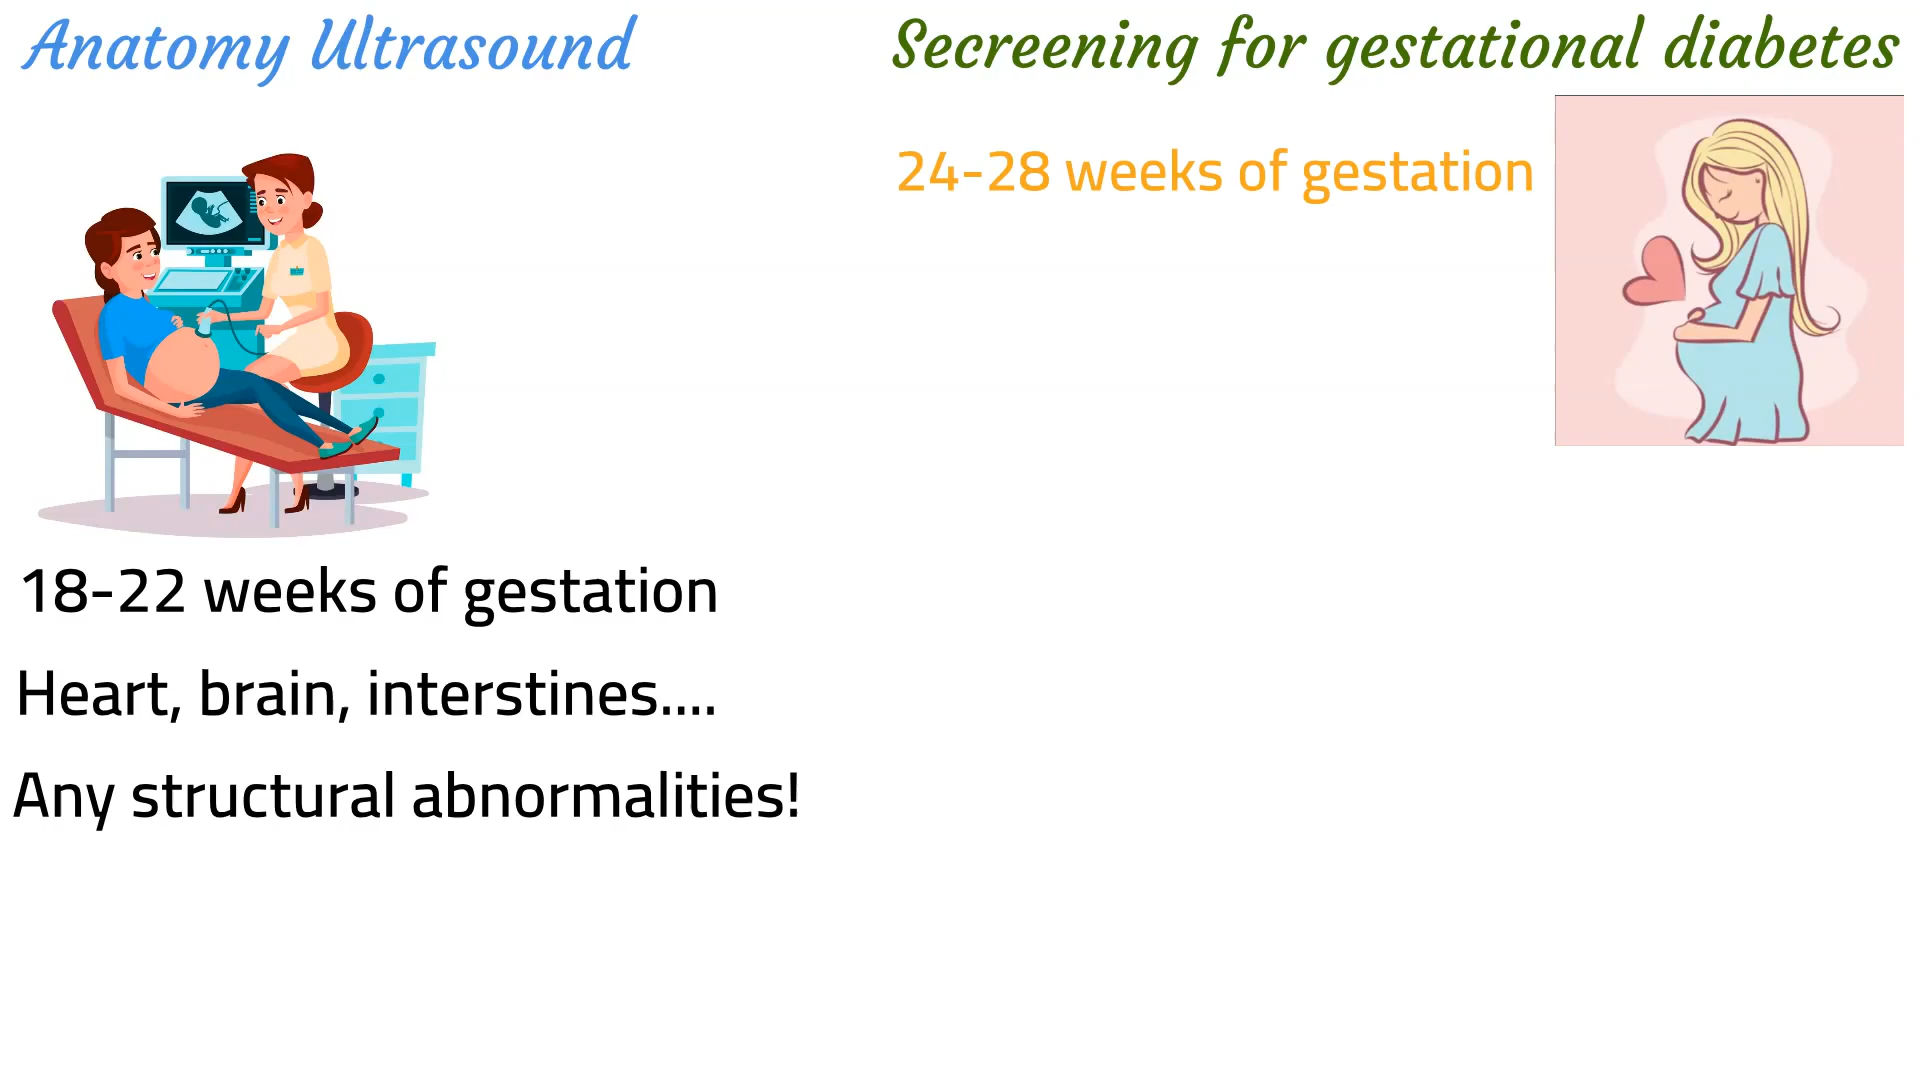 Anatomy Ultrasound
18-22 weeks of gestation
Heart, brain, interstines....
Any structural abnormalities!
Secreening for gestational diabetes
24-28 weeks of gestation